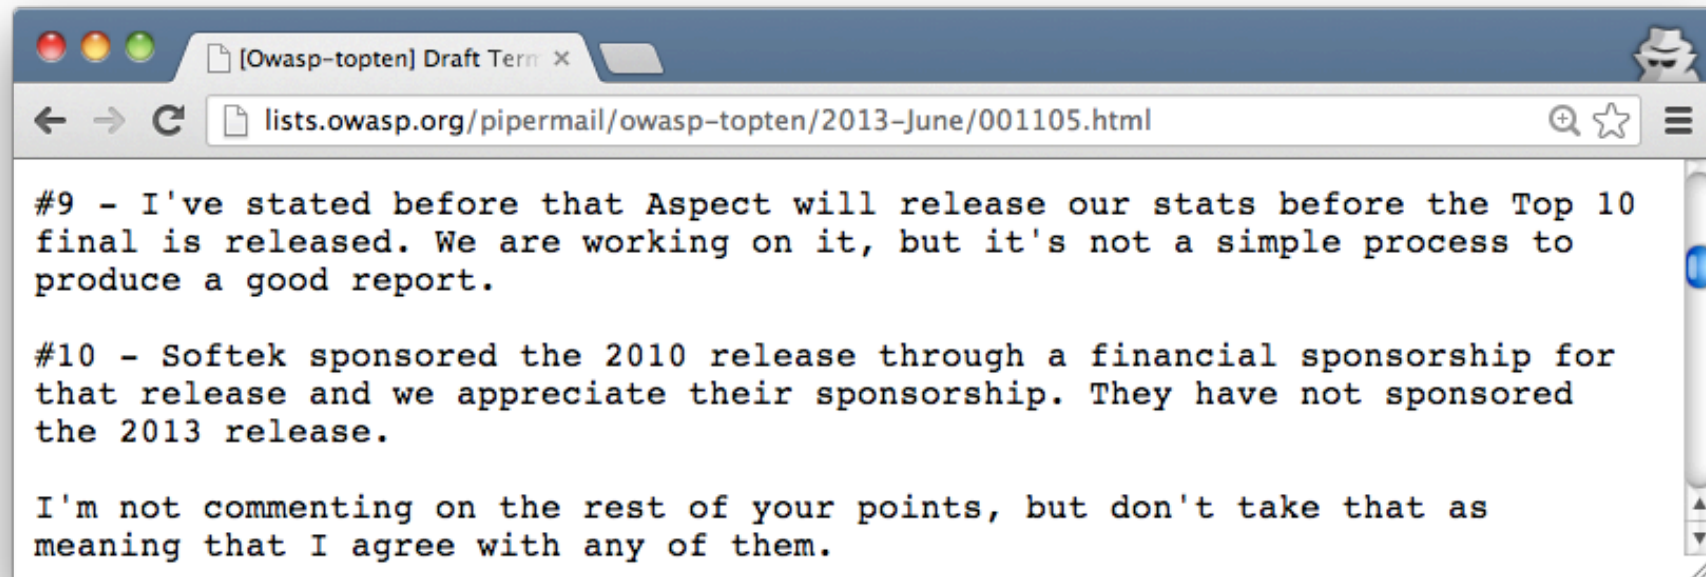 [Owasp-topten] Draft Term
lists.owasp.org/pipermail/owasp-topten/2013-June/001105.html
#9 - I've stated before that Aspect will release our stats before the Top 10
final is released. We are working on it, but it's not a simple process to
produce a good report.
#10 - Softek sponsored the 2010 release through a financial sponsorship for
that release and we appreciate their sponsorship. They have not sponsored
the 2013 release.
I'm not commenting on the rest of your points, but don't take that as
meaning that I agree with any of them.